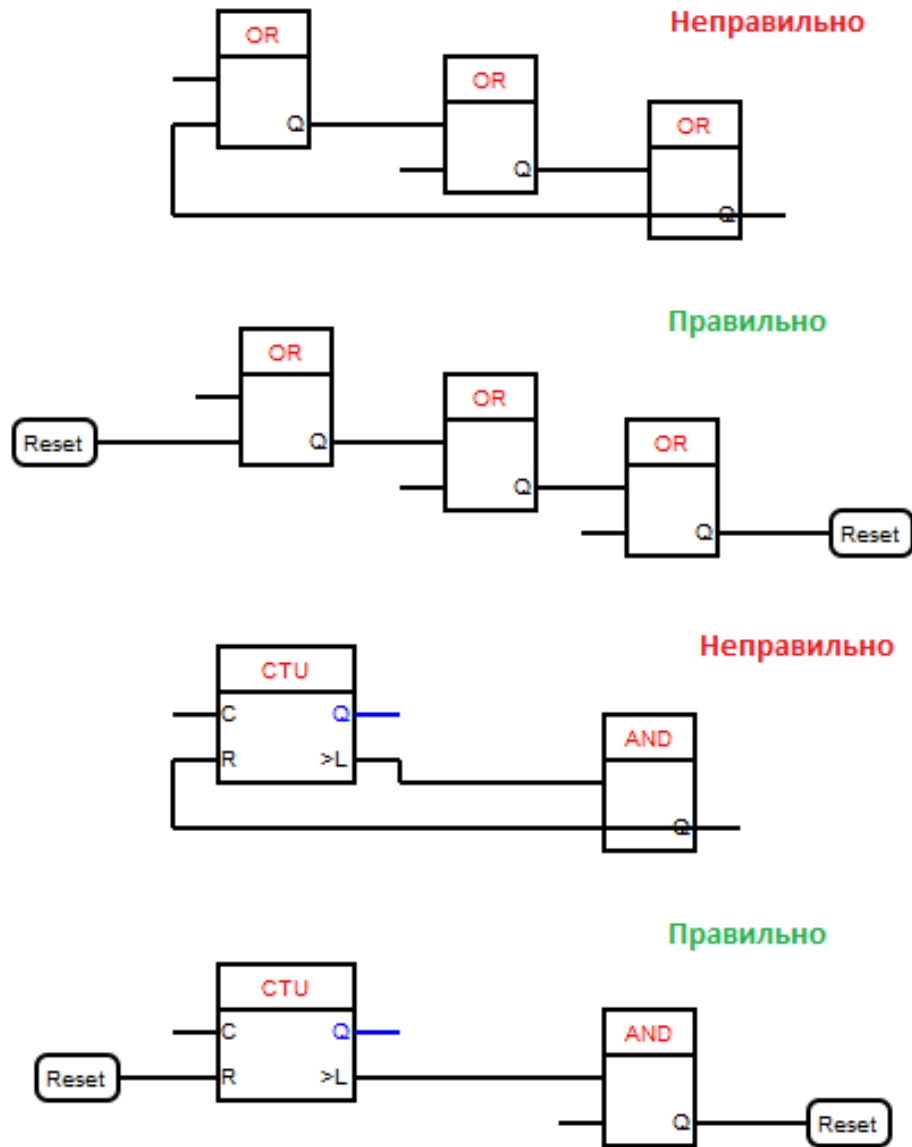 OR
Неправильно
OR
Q
OR
Q
Q
Правильно
OR
OR
OR
Reset
Q
Q
Q
Reset
Неправильно
CTU
C
Q
AND
R
>L
Q
Правильно
CTU
C
Q
AND
Reset
R
>L
Q
Reset